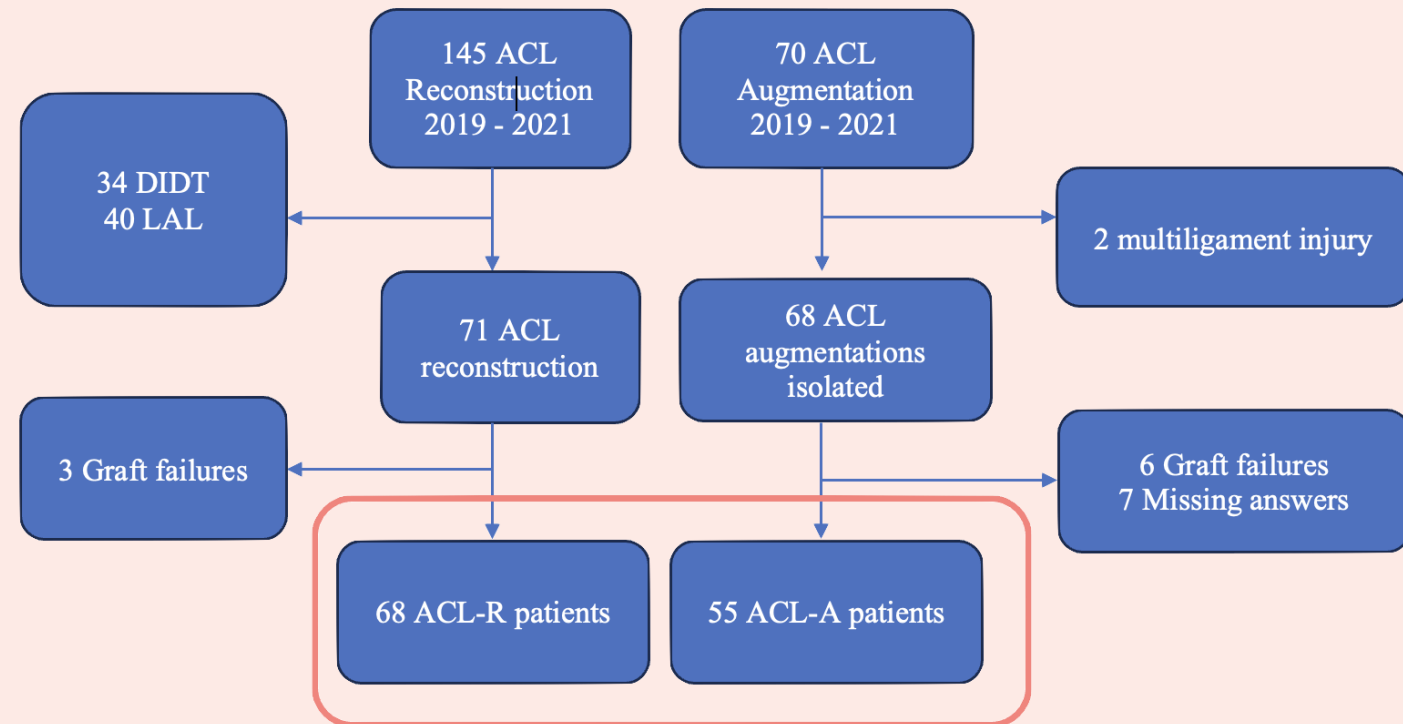 145 ACL
Reconstruction
2019 - 2021
70 ACL
Augmentation
2019 - 2021
34 DIDT
40 LAL
2 multiligament injury
71 ACL
reconstruction
68 ACL
augmentations
isolated
3 Graft failures
6 Graft failures
7 Missing answers
68 ACL-R patients
55 ACL-A patients